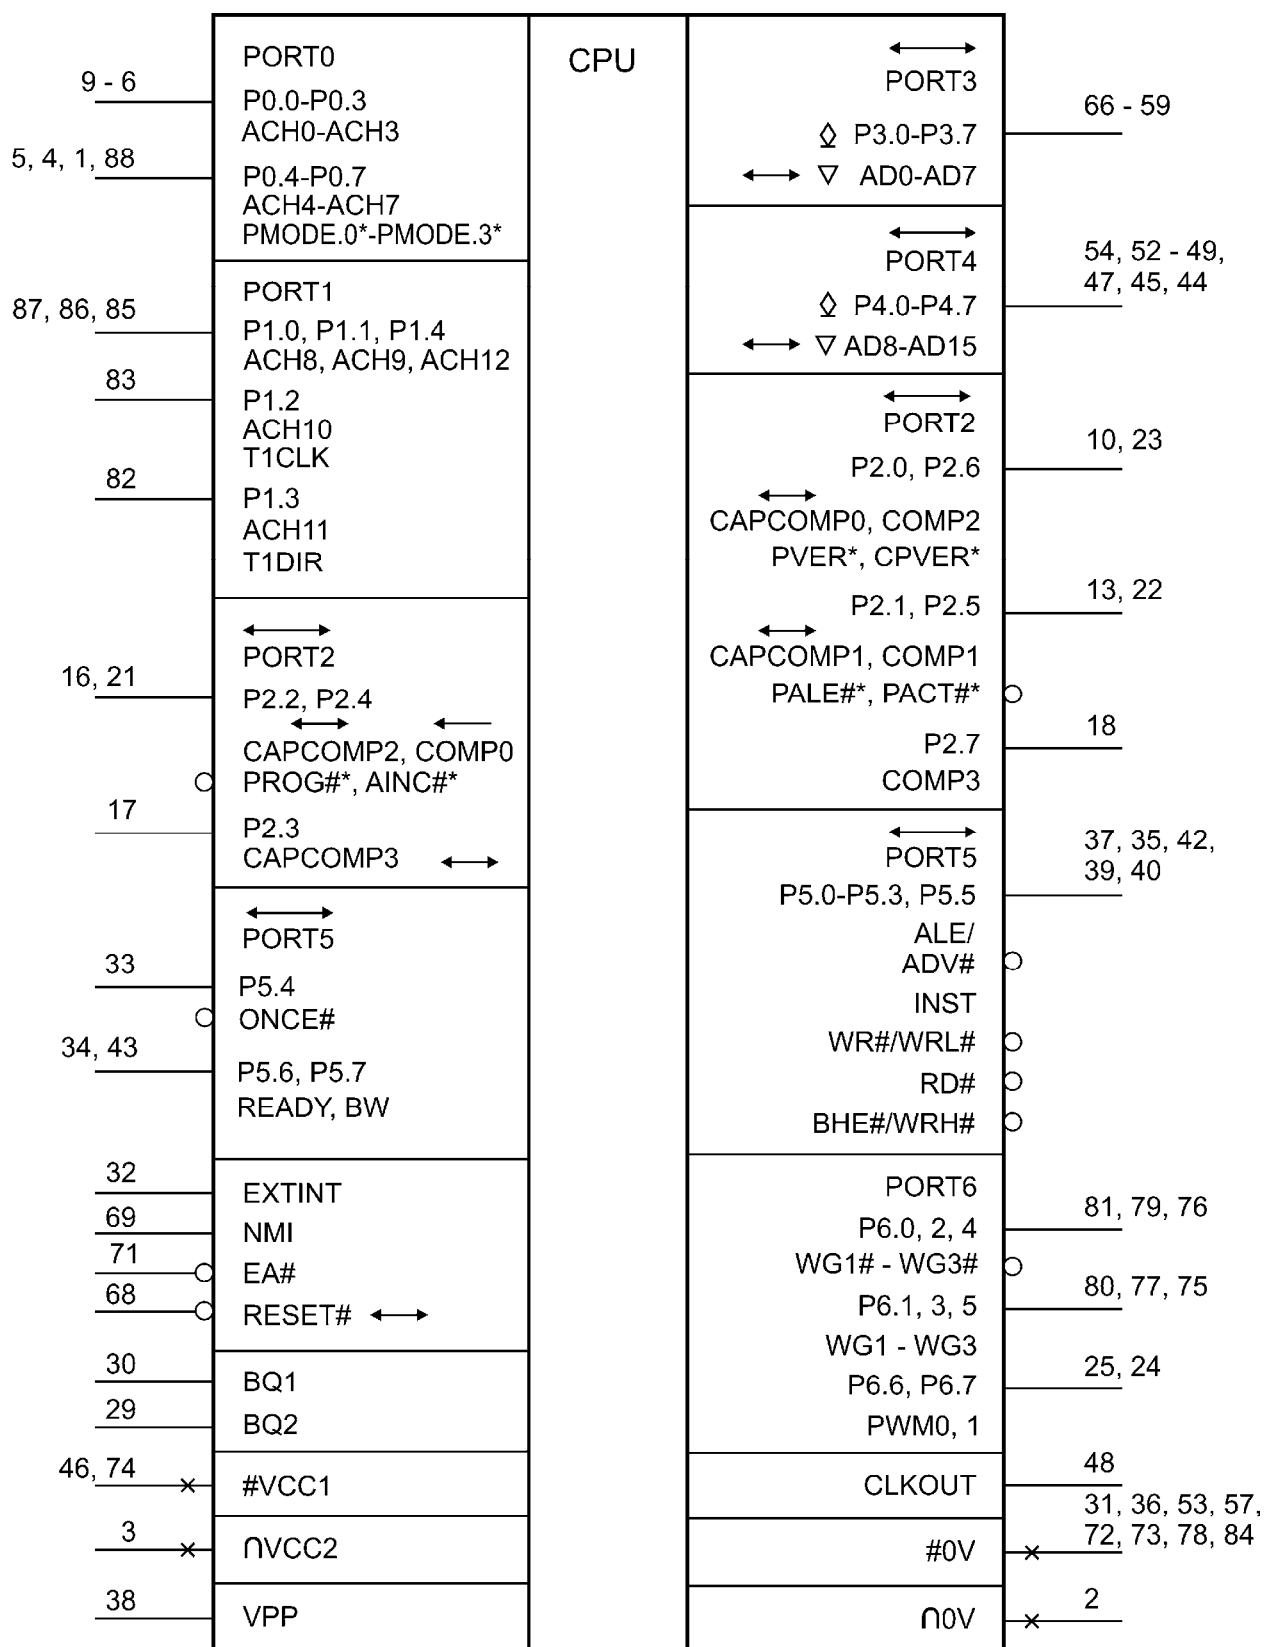 PORT0
9 - 6
P0.0-P0.3
ACH0-ACH3
5, 4, 1, 88
P0.4-P0.7
ACH4-ACH7
PMODE.0*-PMODE.3*
PORT1
87, 86, 85
P1.0, P1.1, P1.4
ACH8, ACH9, ACH12
83
P1.2
ACH10
T1CLK
82
P1.3
ACH11
T1DIR
PORT2
16, 21
P2.2, P2.4
CAPCOMP2, COMP0
PROG#*, AINC#*
17
P2.3
CAPCOMP3
PORT5
33
P5.4
ONCE#
34, 43
P5.6, P5.7
READY, BW
32
EXTINT
69
NMI
71
EA#
68
RESET#
30
BQ1
29
BQ2
46, 74
#VCC1
3
∩VCC2
38
VPP
CPU
PORT3
66 - 59
P3.0-P3.7
AD0-AD7
PORT4
54, 52 - 49,
47, 45, 44
P4.0-P4.7
AD8-AD15
PORT2
10, 23
P2.0, P2.6
CAPCOMP0, COMP2
PVER*, CPVER*
13, 22
P2.1, P2.5
CAPCOMP1, COMP1
PALE#*, PACT#*
18
P2.7
COMP3
PORT5
37, 35, 42,
39, 40
P5.0-P5.3, P5.5
ALE/
ADV#
INST
WR#/WRL#
RD#
BHE#/WRH#
PORT6
81, 79, 76
P6.0, 2, 4
WG1# - WG3#
80, 77, 75
P6.1, 3, 5
WG1 - WG3
25, 24
P6.6, P6.7
PWM0, 1
48
CLKOUT
31, 36, 53, 57,
72, 73, 78, 84
#0V
2
∩0V